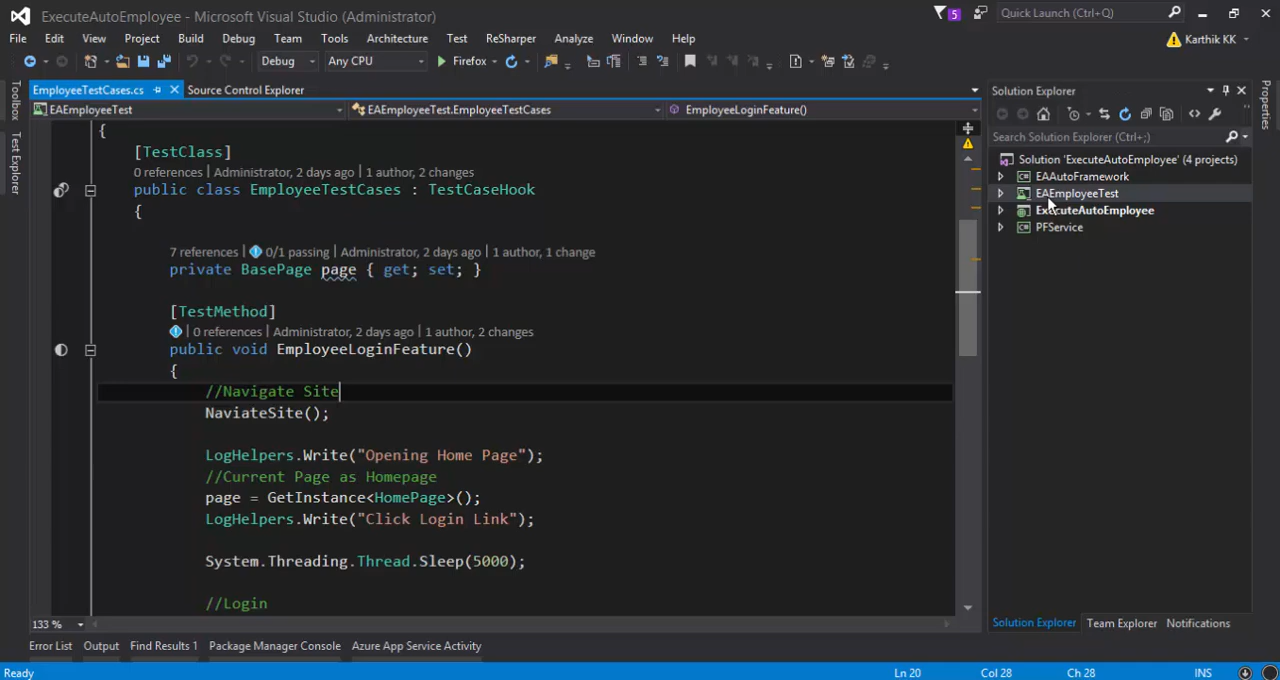 ExecuteAutoEmployee - Microsoft Visual Studio (Administrator)
5
Quick Launch (Ctrl+Q)
File Edit View Project Build Debug Team Tools Architecture Test ReSharper Analyze Window Help
Karthik KK
Debug Any CPU Firefox
EmployeeTestCases.cs Source Control Explorer
Solution Explorer
EAEmployeeTest EAEmployeeTest.EmployeeTestCases EmployeeLoginFeature()
Toolbox
Test Explorer
Properties
{
[TestClass]
0 references | Administrator, 2 days ago | 1 author, 2 changes
public class EmployeeTestCases : TestCaseHook
{
7 references | 0/1 passing | Administrator, 2 days ago | 1 author, 1 change
private BasePage page { get; set; }
[TestMethod]
| 0 references | Administrator, 2 days ago | 1 author, 2 changes
public void EmployeeLoginFeature()
{
//Navigate Site
NaviateSite();
LogHelpers.Write("Opening Home Page");
//Current Page as Homepage
page = GetInstance<HomePage>();
LogHelpers.Write("Click Login Link");
System.Threading.Thread.Sleep(5000);
//Login
Search Solution Explorer (Ctrl+;)
Solution 'ExecuteAutoEmployee' (4 projects)
EAAutoFramework
EAEmployeeTest
ExecuteAutoEmployee
PFService
133 %
Solution Explorer Team Explorer Notifications
Error List Output Find Results 1 Package Manager Console Azure App Service Activity
Ready Ln 20 Col 28 Ch 28 INS